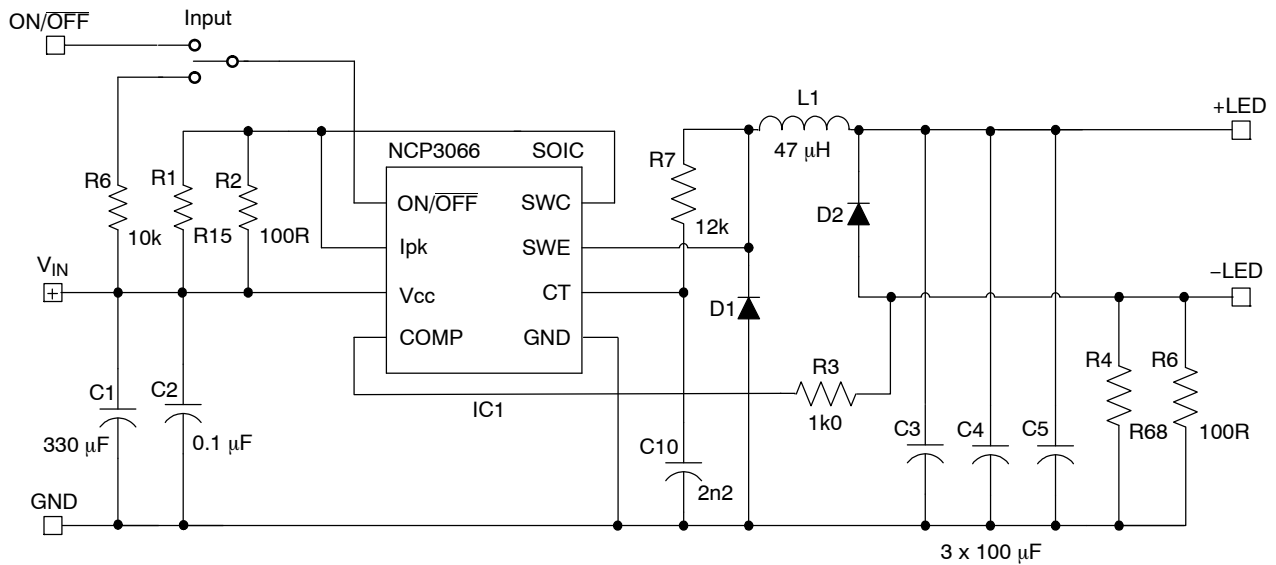 ON/OFF
Input
L1
+LED
47 μH
NCP3066 SOIC
R7
12k
R6
10k
R1
R15
R2
100R
ON/OFF SWC
Ipk SWE
Vcc CT
COMP GND
D2
VIN
+
–LED
D1
R3
1k0
IC1
R4
R68
R6
100R
C1
330 μF
C2
0.1 μF
C10
2n2
C3
C4
C5
GND
3 x 100 μF